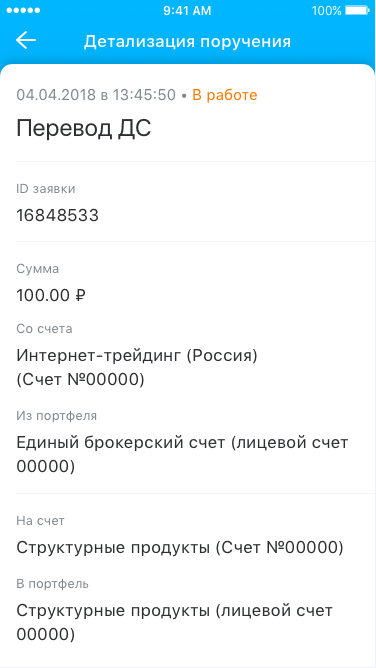 9:41 AM
100%
Детализация поручения
04.04.2018 в 13:45:50 • В работе
Перевод ДС
ID заявки
16848533
Сумма
100.00 ₽
Со счета
Интернет-трейдинг (Россия)
(Счет №00000)
Из портфеля
Единый брокерский счет (лицевой счет
00000)
На счет
Структурные продукты (Счет №00000)
В портфель
Структурные продукты (лицевой счет
00000)